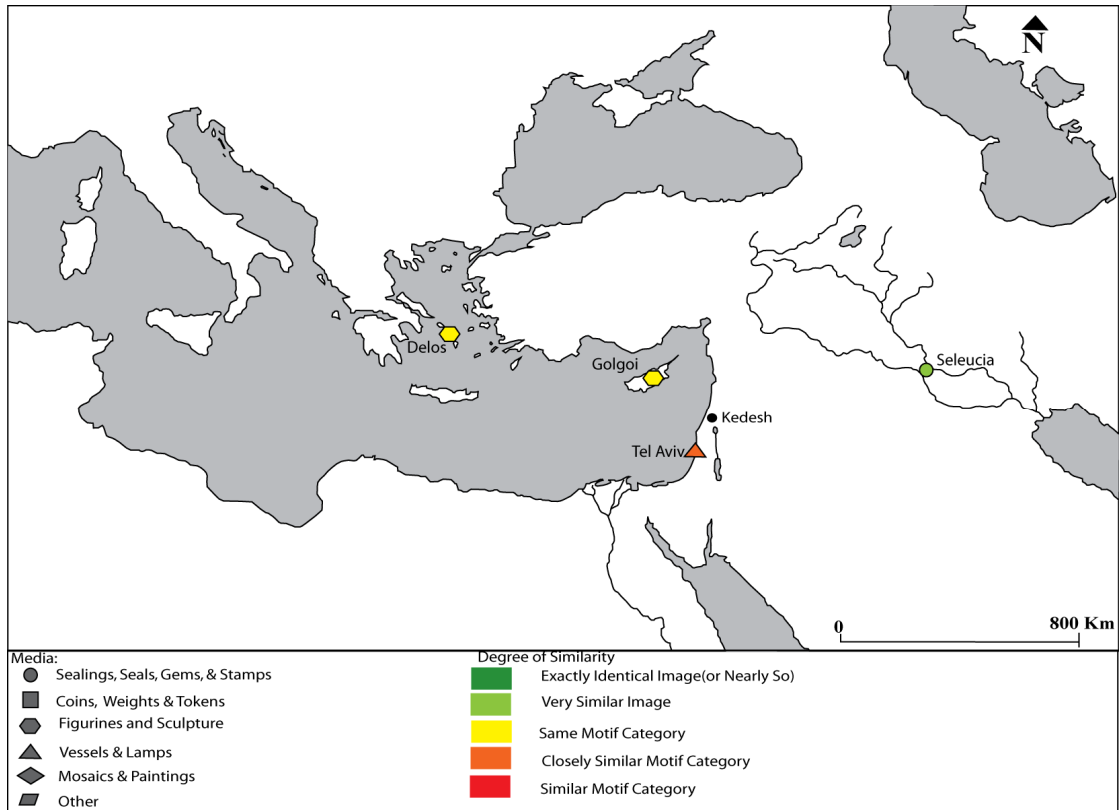 N
Delos
Golgoi
Seleucia
Kedesh
Tel Aviv
0 800 Km
Media:
Sealings, Seals, Gems, & Stamps
Coins, Weights & Tokens
Figurines and Sculpture
Vessels & Lamps
Mosaics & Paintings
Other
Degree of Similarity
Exactly Identical Image(or Nearly So)
Very Similar Image
Same Motif Category
Closely Similar Motif Category
Similar Motif Category